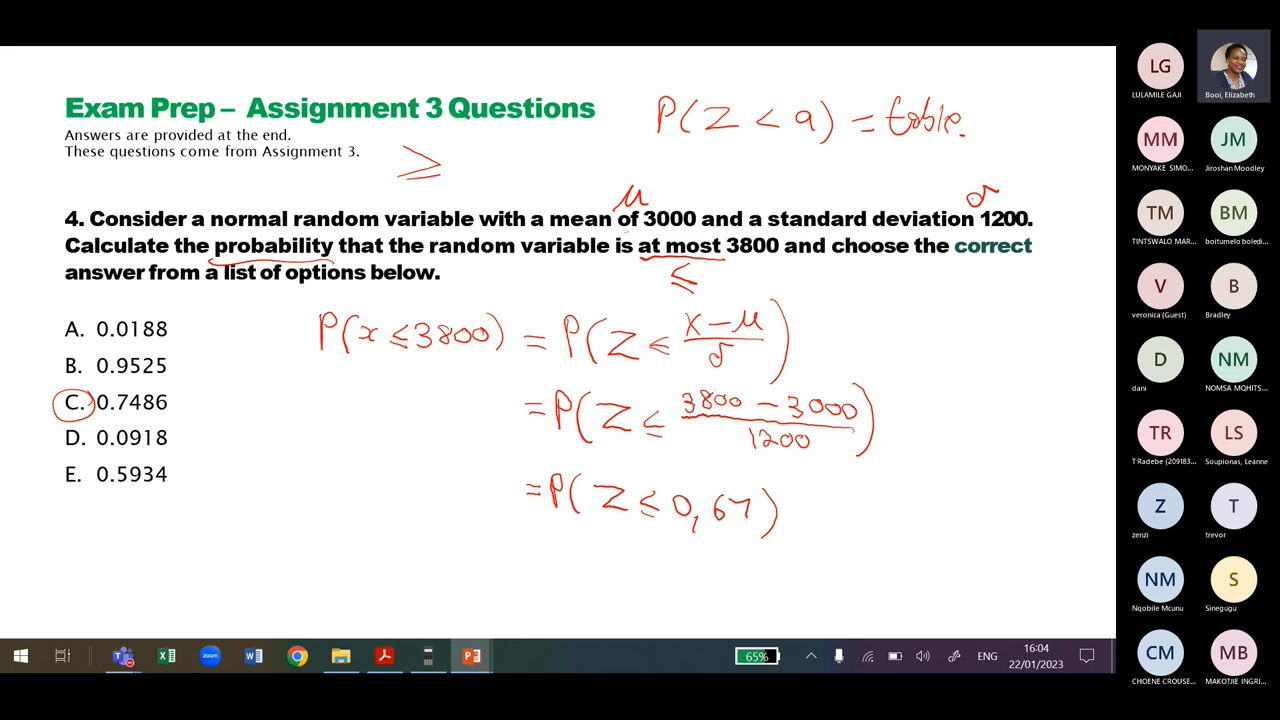 Exam Prep – Assignment 3 Questions
Answers are provided at the end.
These questions come from Assignment 3.
P(Z < a) = table.
≥
μ
σ
4. Consider a normal random variable with a mean of 3000 and a standard deviation 1200.
Calculate the probability that the random variable is at most 3800 and choose the correct
answer from a list of options below.
≤
A. 0.0188
B. 0.9525
C. 0.7486
D. 0.0918
E. 0.5934
P(x ≤ 3800) = P(Z ≤ (x – μ)/σ)
= P(Z ≤ (3800 – 3000)/1200)
= P(Z ≤ 0,67)
LG
LULAMILE GAJI
Booi, Elizabeth
MM
MONYAKE SIMO...
JM
Jiroshan Moodley
TM
TINTSWALO MAR...
BM
boitumelo boledi...
V
veronica (Guest)
B
Bradley
D
dani
NM
NOMSA MQHITS...
TR
T Radebe (209183...
LS
Soupionas, Leanne
Z
zenzi
T
trevor
NM
Nqobile Mcunu
S
Sinegugu
CM
CHOENE CROUSE...
MB
MAKOTJIE INGRI...
zoom
65%
ENG
16:04
22/01/2023